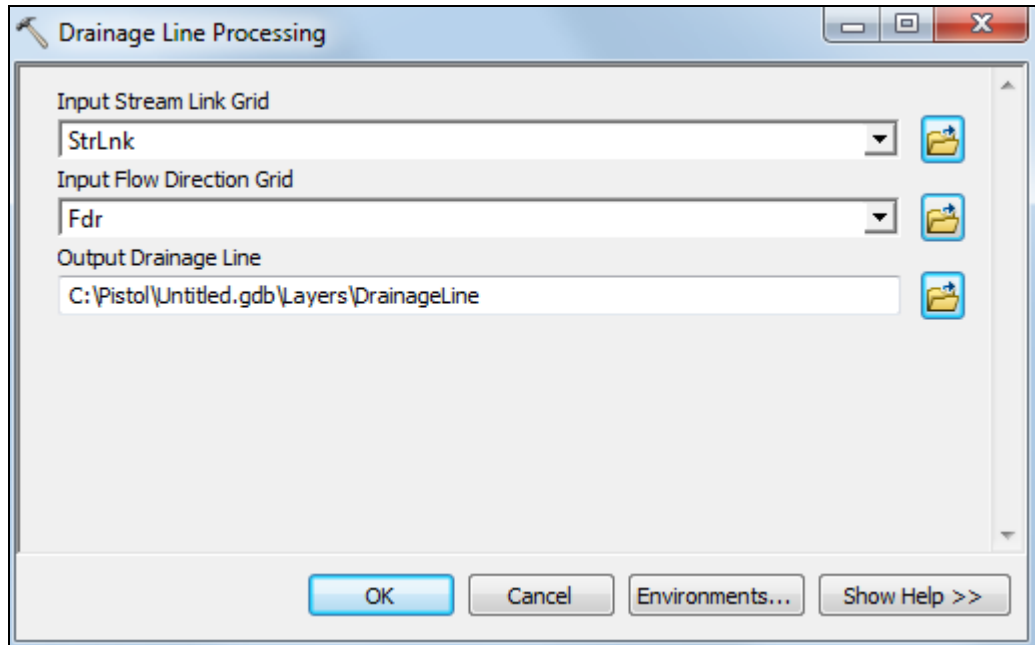 Drainage Line Processing
Input Stream Link Grid
StrLnk
Input Flow Direction Grid
Fdr
Output Drainage Line
C:\Pistol\Untitled.gdb\Layers\DrainageLine
OK Cancel Environments... Show Help >>